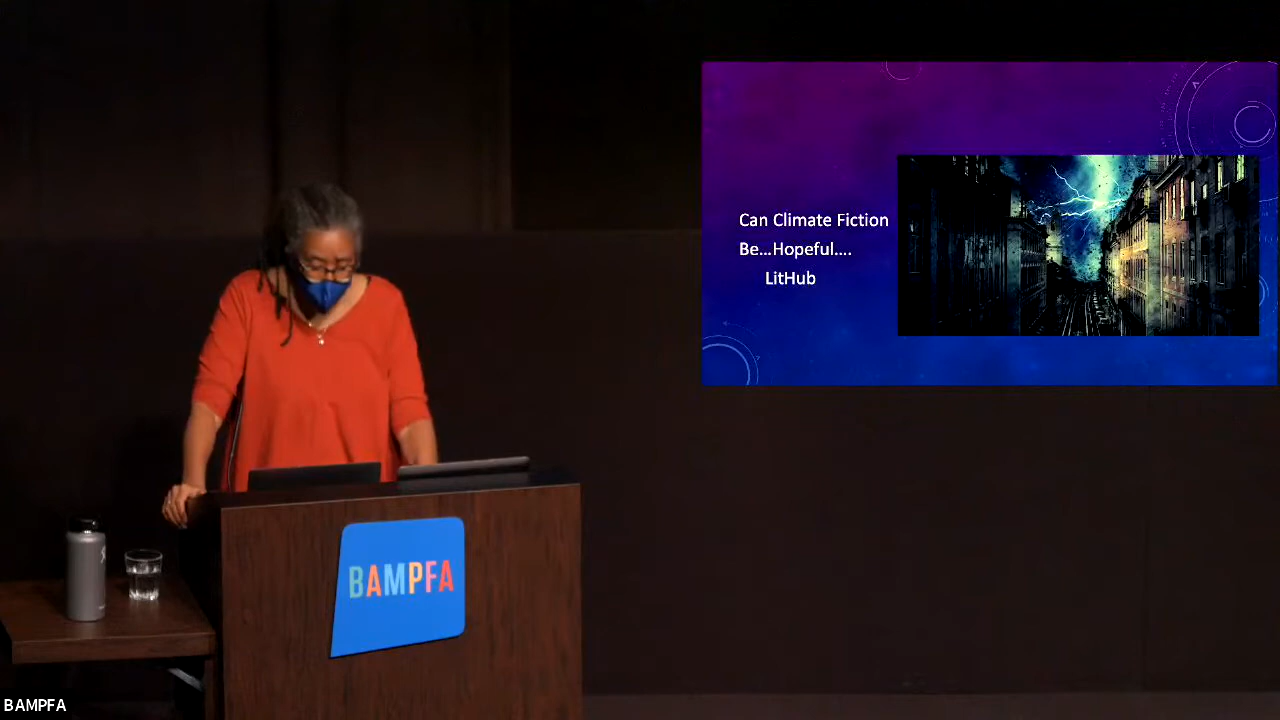 Can Climate Fiction
Be...Hopeful....
LitHub
BAMPFA
BAMPFA